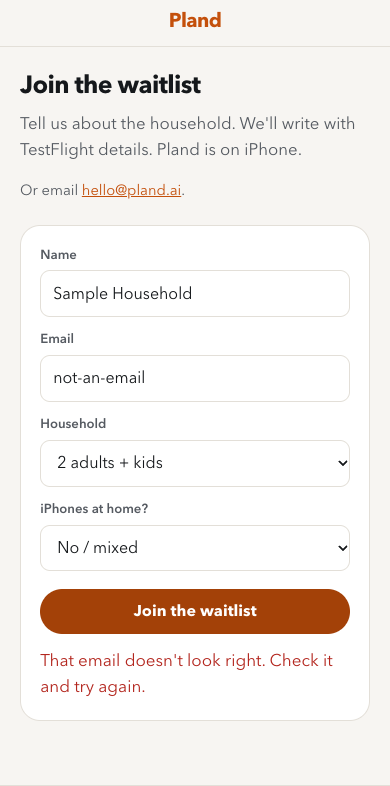 Pland
Join the waitlist
Tell us about the household. We'll write with
TestFlight details. Pland is on iPhone.
Or email hello@pland.ai.
Name
Sample Household
Email
not-an-email
Household
2 adults + kids
iPhones at home?
No / mixed
Join the waitlist
That email doesn't look right. Check it
and try again.